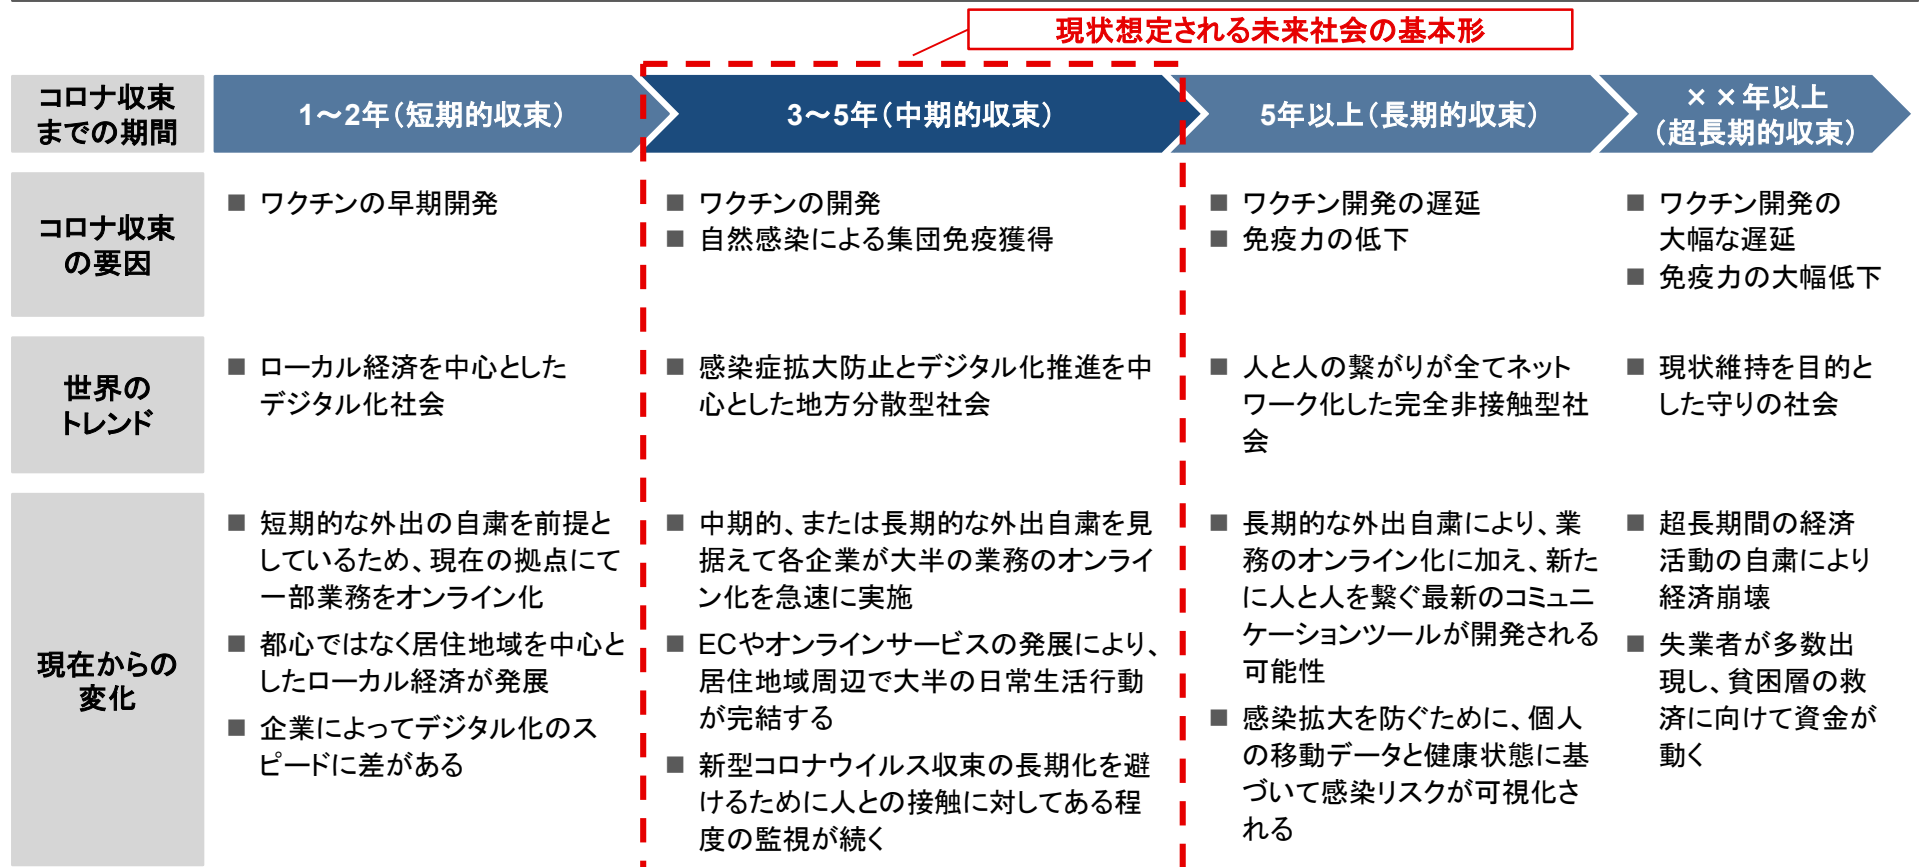 現状想定される未来社会の基本形
コロナ収束
までの期間
1～2年（短期的収束）
3～5年（中期的収束）
5年以上（長期的収束）
××年以上
（超長期的収束）
コロナ収束
の要因
■ ワクチンの早期開発
■ ワクチンの開発
■ 自然感染による集団免疫獲得
■ ワクチン開発の遅延
■ 免疫力の低下
■ ワクチン開発の
大幅な遅延
■ 免疫力の大幅低下
世界の
トレンド
■ ローカル経済を中心とした
デジタル化社会
■ 感染症拡大防止とデジタル化推進を中
心とした地方分散型社会
■ 人と人の繋がりが全てネット
ワーク化した完全非接触型社
会
■ 現状維持を目的と
した守りの社会
現在からの
変化
■ 短期的な外出の自粛を前提と
しているため、現在の拠点にて
一部業務をオンライン化
■ 都心ではなく居住地域を中心と
したローカル経済が発展
■ 企業によってデジタル化のス
ピードに差がある
■ 中期的、または長期的な外出自粛を見
据えて各企業が大半の業務のオンライ
ン化を急速に実施
■ ECやオンラインサービスの発展により、
居住地域周辺で大半の日常生活行動
が完結する
■ 新型コロナウイルス収束の長期化を避
けるために人との接触に対してある程
度の監視が続く
■ 長期的な外出自粛により、業
務のオンライン化に加え、新た
に人と人を繋ぐ最新のコミュニ
ケーションツールが開発される
可能性
■ 感染拡大を防ぐために、個人
の移動データと健康状態に基
づいて感染リスクが可視化さ
れる
■ 超長期間の経済
活動の自粛により
経済崩壊
■ 失業者が多数出
現し、貧困層の救
済に向けて資金が
動く